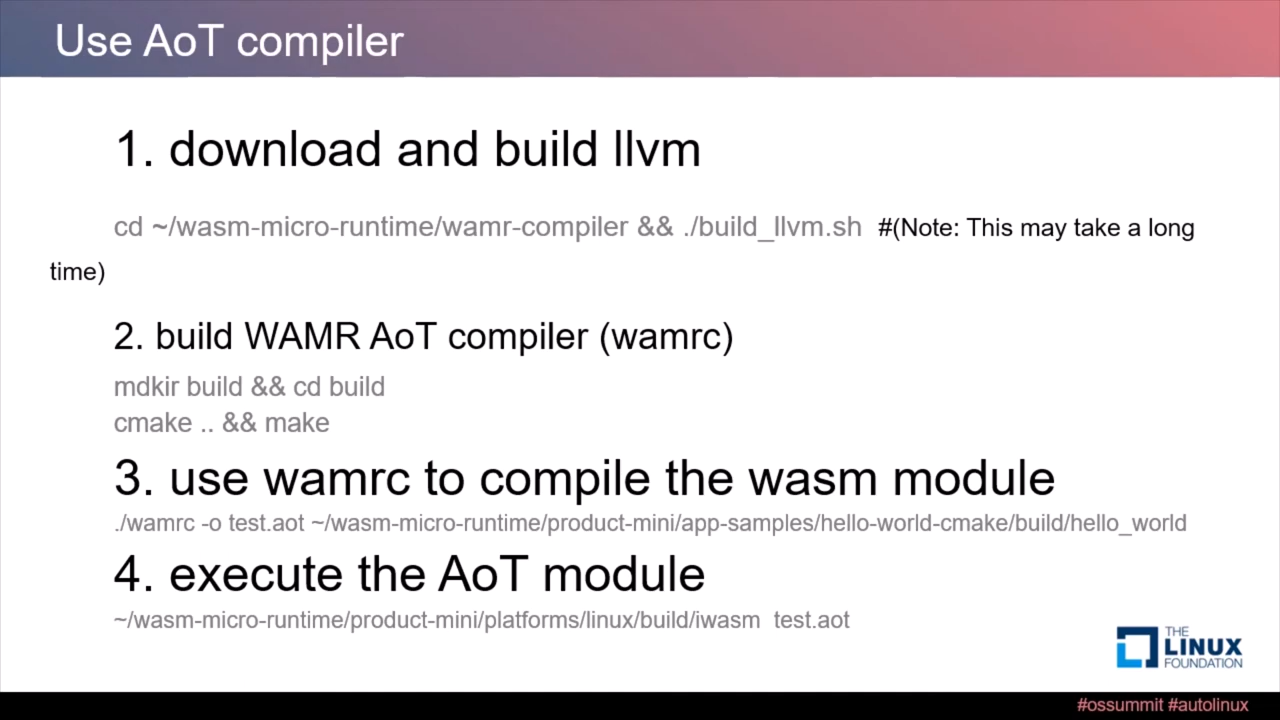 Use AoT compiler
1. download and build llvm
cd ~/wasm-micro-runtime/wamr-compiler && ./build_llvm.sh #(Note: This may take a long
time)
2. build WAMR AoT compiler (wamrc)
mdkir build && cd build
cmake .. && make
3. use wamrc to compile the wasm module
./wamrc -o test.aot ~/wasm-micro-runtime/product-mini/app-samples/hello-world-cmake/build/hello_world
4. execute the AoT module
~/wasm-micro-runtime/product-mini/platforms/linux/build/iwasm test.aot
THE
LINUX
FOUNDATION
#ossummit #autolinux